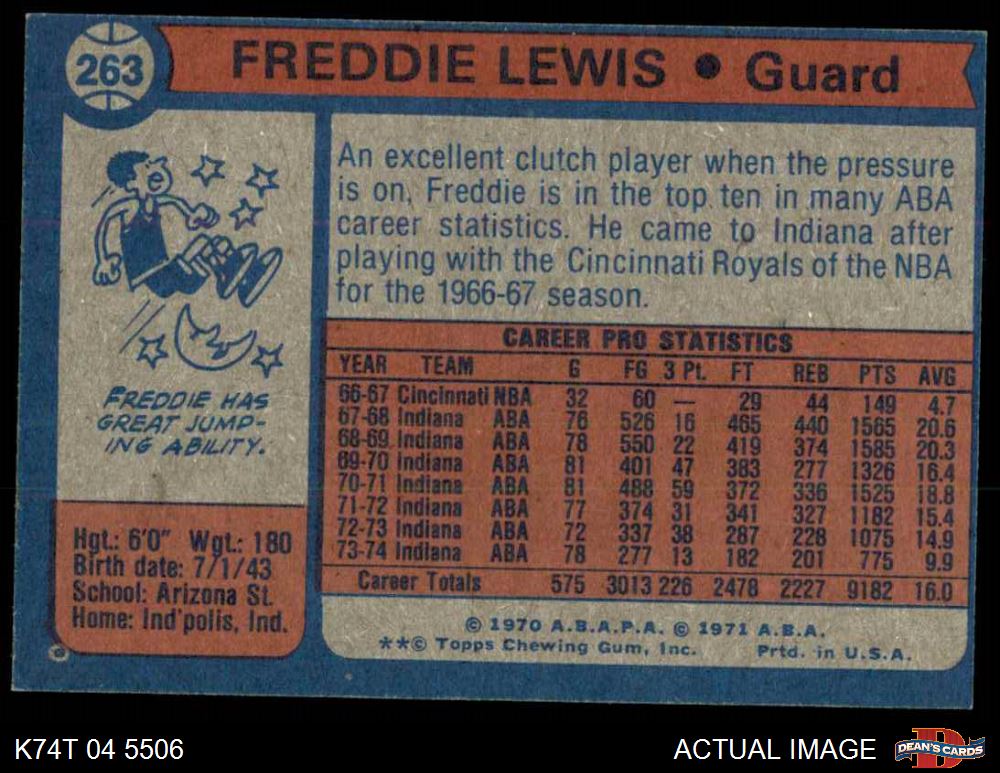 263
FREDDIE LEWIS • Guard
An excellent clutch player when the pressure
is on, Freddie is in the top ten in many ABA
career statistics. He came to Indiana after
playing with the Cincinnati Royals of the NBA
for the 1966-67 season.
FREDDIE HAS
GREAT JUMP-
ING ABILITY.
Hgt.: 6'0" Wgt.: 180
Birth date: 7/1/43
School: Arizona St.
Home: Ind'polis, Ind.
CAREER PRO STATISTICS
YEAR TEAM G FG 3 Pt. FT REB PTS AVG
66-67 Cincinnati NBA 32 60 — 29 44 149 4.7
67-68 Indiana ABA 76 526 16 465 440 1565 20.6
68-69 Indiana ABA 78 550 22 419 374 1585 20.3
69-70 Indiana ABA 81 401 47 383 277 1326 16.4
70-71 Indiana ABA 81 488 59 372 336 1525 18.8
71-72 Indiana ABA 77 374 31 341 327 1182 15.4
72-73 Indiana ABA 72 337 38 287 228 1075 14.9
73-74 Indiana ABA 78 277 13 182 201 775 9.9
Career Totals 575 3013 226 2478 2227 9182 16.0
© 1970 A.B.A.P.A. © 1971 A.B.A.
**© Topps Chewing Gum, Inc. Prtd. in U.S.A.
K74T 04 5506
ACTUAL IMAGE
DEAN'S CARDS